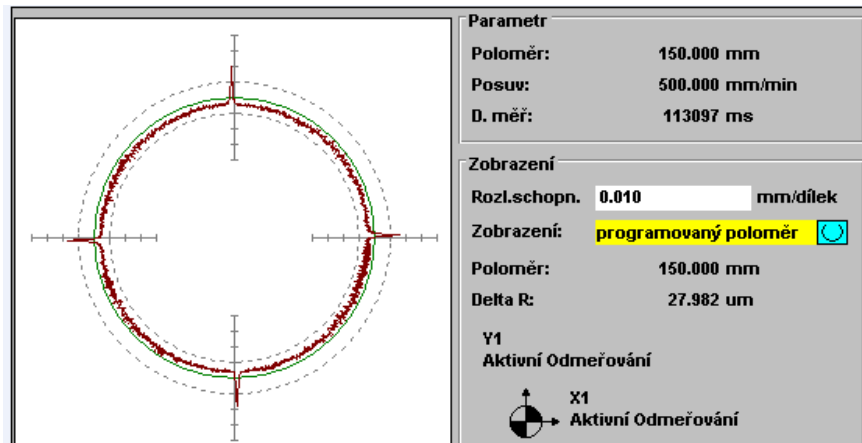 Parametr
Poloměr: 150.000 mm
Posuv: 500.000 mm/min
D. měř: 113097 ms
Zobrazení
Rozl.schopn. 0.010 mm/dílek
Zobrazení: programovaný poloměr
Poloměr: 150.000 mm
Delta R: 27.982 um
Y1
Aktivní Odmeřování
X1
Aktivní Odmeřování